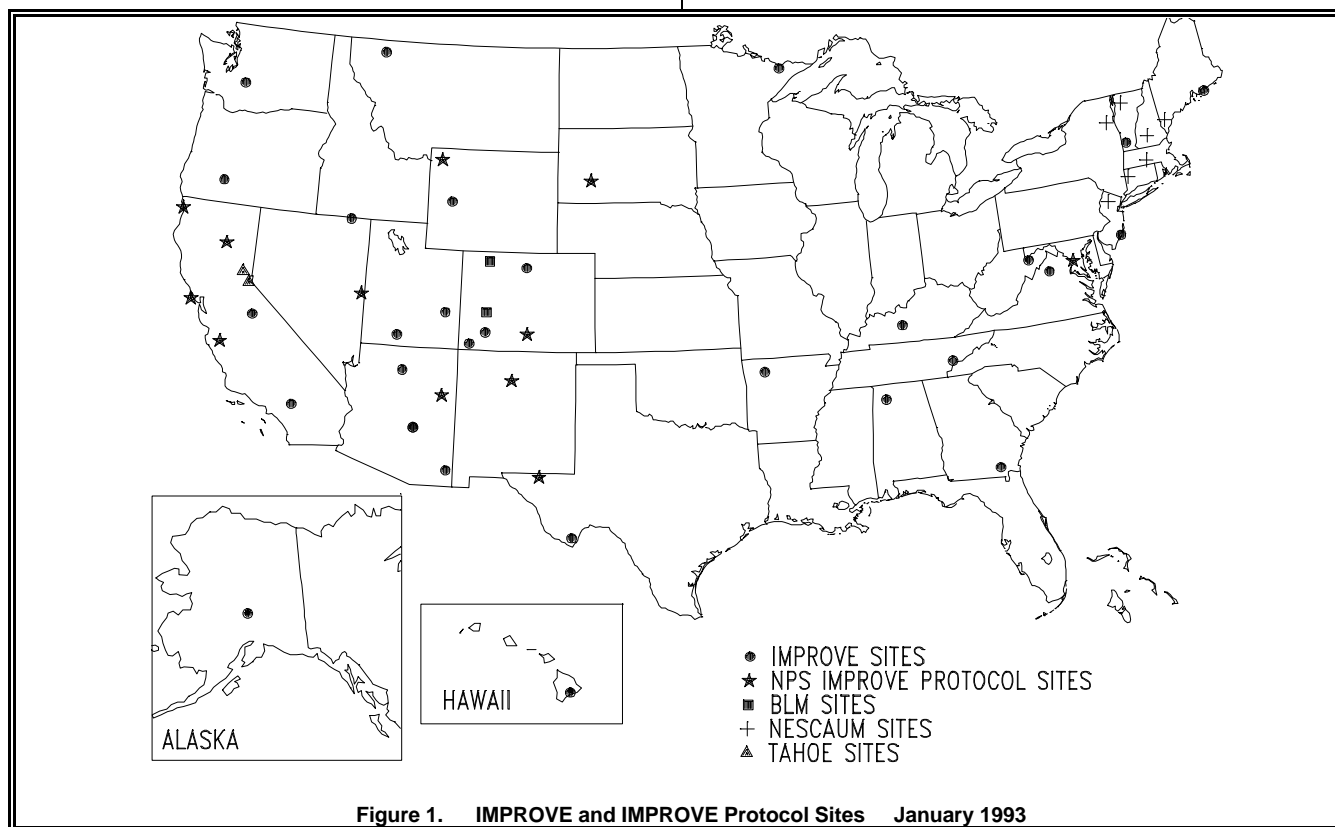 IMPROVE SITES
NPS IMPROVE PROTOCOL SITES
BLM SITES
NESCAUM SITES
TAHOE SITES
HAWAII
ALASKA
Figure 1. IMPROVE and IMPROVE Protocol Sites January 1993